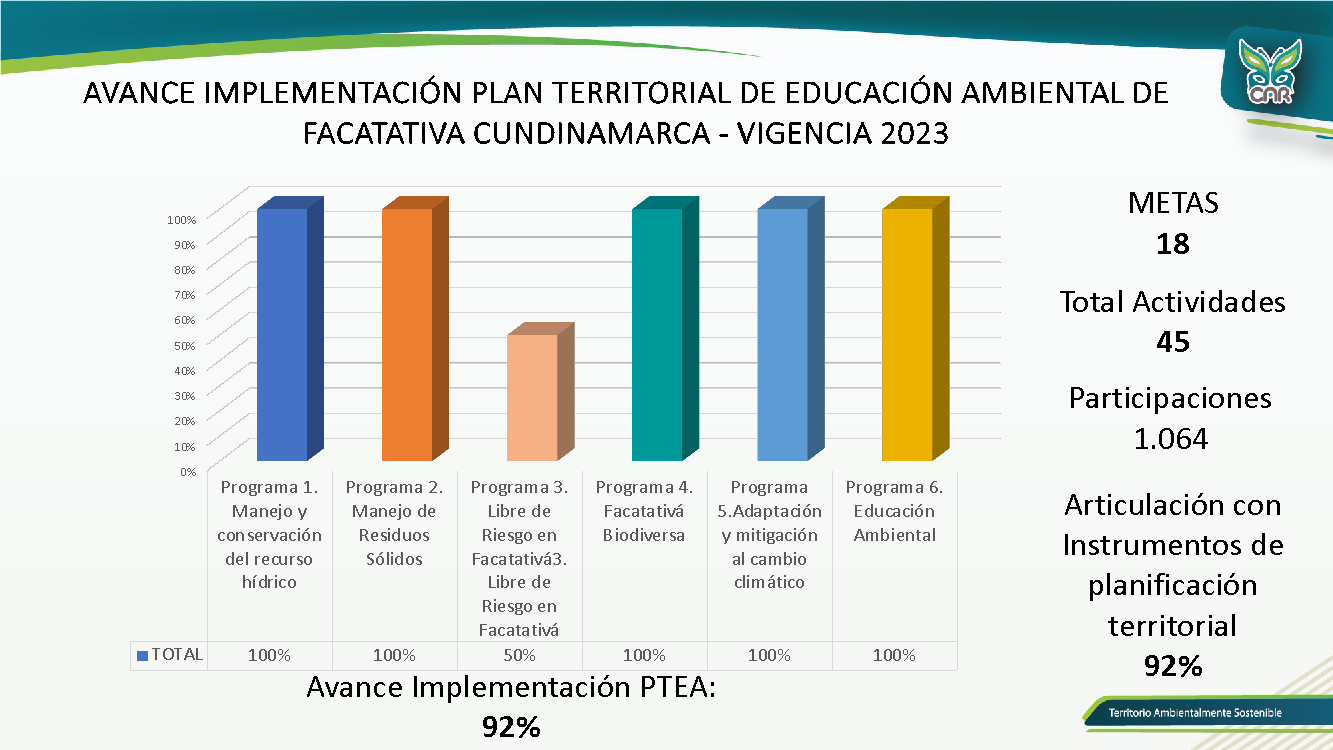 CAR
AVANCE IMPLEMENTACIÓN PLAN TERRITORIAL DE EDUCACIÓN AMBIENTAL DE
FACATATIVA CUNDINAMARCA - VIGENCIA 2023
100%
90%
80%
70%
60%
50%
40%
30%
20%
10%
0%
Programa 1.
Manejo y
conservación
del recurso
hídrico
Programa 2.
Manejo de
Residuos
Sólidos
Programa 3.
Libre de
Riesgo en
Facatativá3.
Libre de
Riesgo en
Facatativá
Programa 4.
Facatativá
Biodiversa
Programa
5.Adaptación
y mitigación
al cambio
climático
Programa 6.
Educación
Ambiental
TOTAL 100% 100% 50% 100% 100% 100%
Avance Implementación PTEA:
92%
METAS
18
Total Actividades
45
Participaciones
1.064
Articulación con
Instrumentos de
planificación
territorial
92%
Territorio Ambientalmente Sostenible